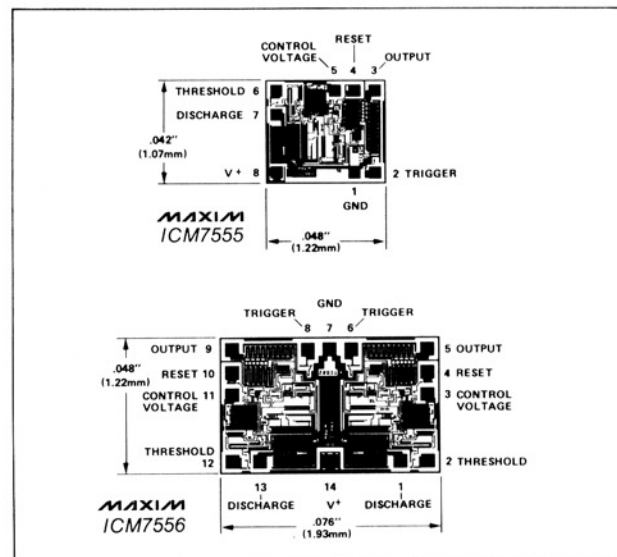 RESET
CONTROL
VOLTAGE 5 4 3 OUTPUT
THRESHOLD 6
DISCHARGE 7
.042"
(1.07mm)
V+ 8
2 TRIGGER
1
GND
MAXIM
ICM7555
.048"
(1.22mm)
GND
TRIGGER TRIGGER
8 7 6
OUTPUT 9
5 OUTPUT
RESET 10
4 RESET
.048"
(1.22mm)
CONTROL 11
VOLTAGE
3 CONTROL
VOLTAGE
THRESHOLD
12
2 THRESHOLD
13 14 1
DISCHARGE V+ DISCHARGE
MAXIM
ICM7556
.076"
(1.93mm)